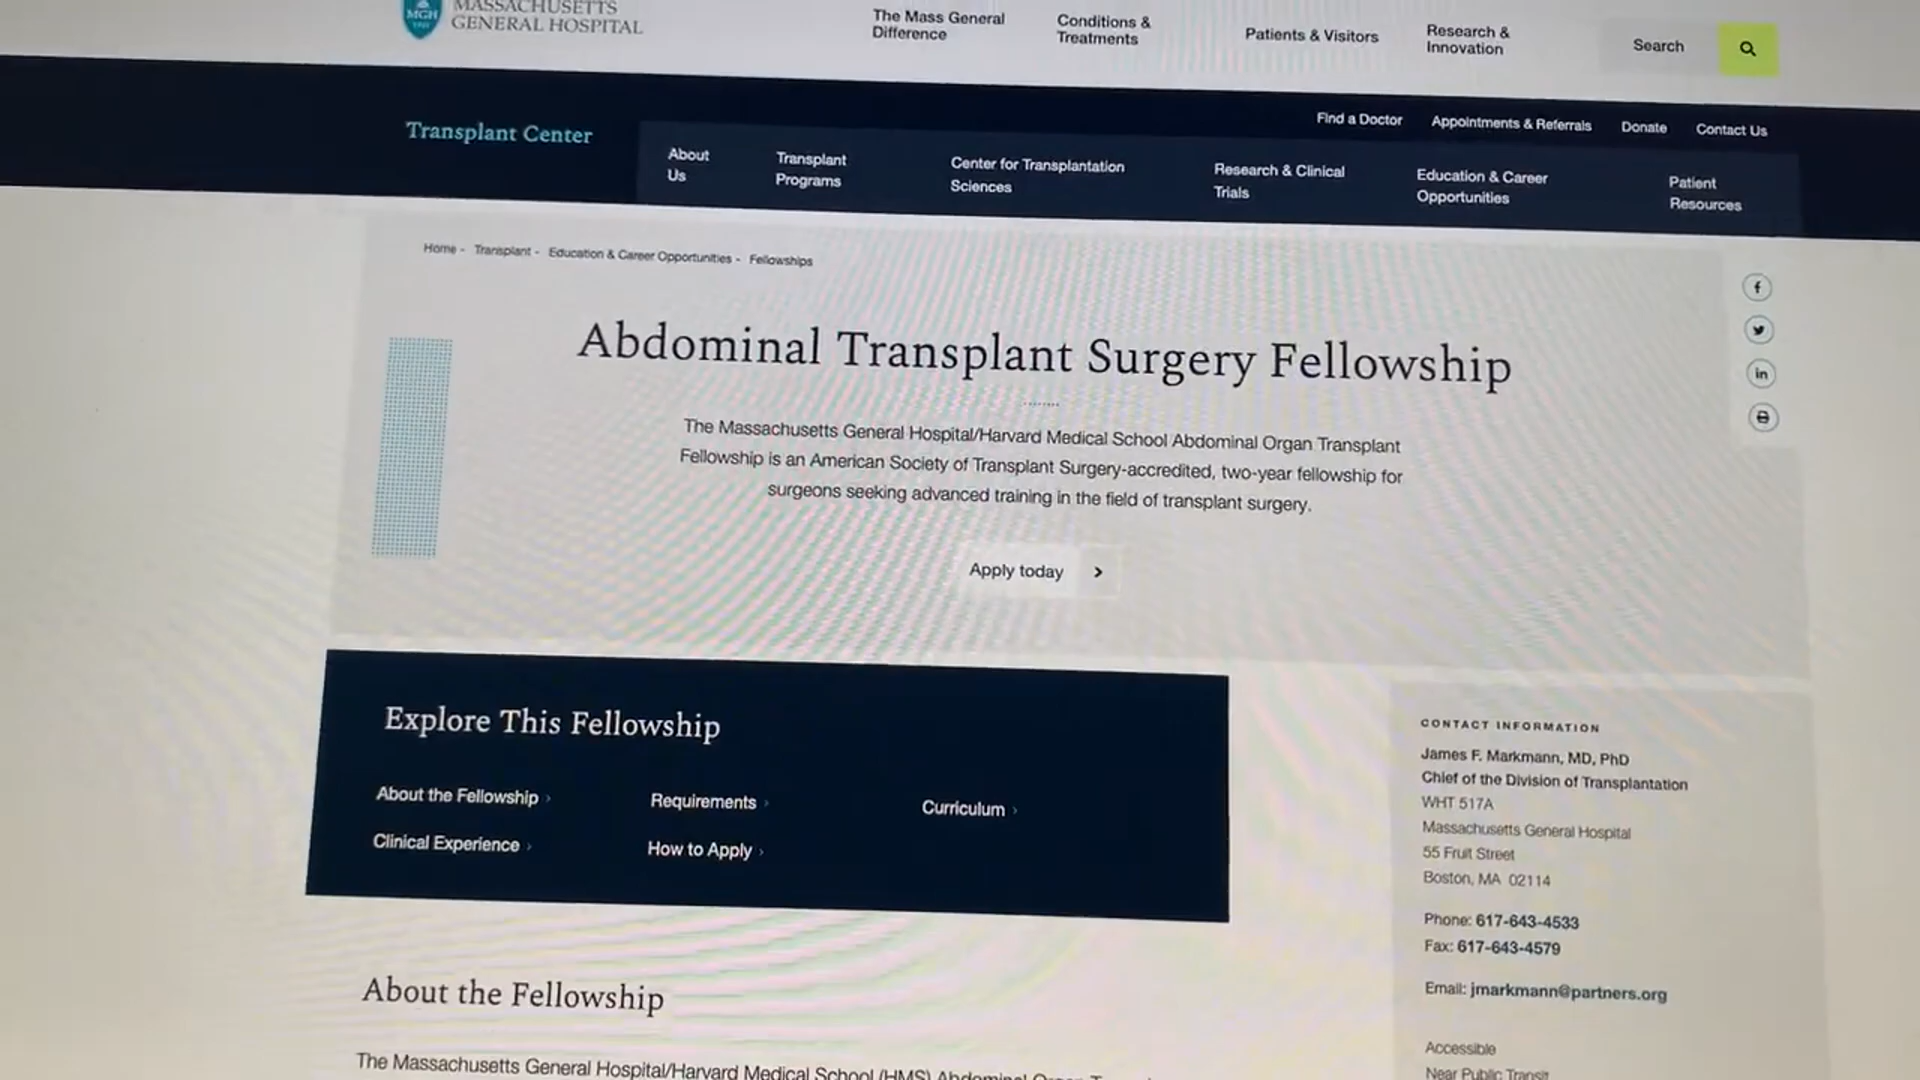 MASSACHUSETTS
GENERAL HOSPITAL
MGH
1811
The Mass General
Difference
Conditions &
Treatments
Patients & Visitors
Research &
Innovation
Search
Find a Doctor
Appointments & Referrals
Donate
Contact Us
Transplant Center
About
Us
Transplant
Programs
Center for Transplantation
Sciences
Research & Clinical
Trials
Education & Career
Opportunities
Patient
Resources
Home - Transplant - Education & Career Opportunities - Fellowships
Abdominal Transplant Surgery Fellowship
The Massachusetts General Hospital/Harvard Medical School Abdominal Organ Transplant
Fellowship is an American Society of Transplant Surgery-accredited, two-year fellowship for
surgeons seeking advanced training in the field of transplant surgery.
Apply today
Explore This Fellowship
About the Fellowship
Requirements
Curriculum
Clinical Experience
How to Apply
CONTACT INFORMATION
James F. Markmann, MD, PhD
Chief of the Division of Transplantation
WHT 517A
Massachusetts General Hospital
55 Fruit Street
Boston, MA 02114
Phone: 617-643-4533
Fax: 617-643-4579
Email: jmarkmann@partners.org
Accessible
Near Public Transit
About the Fellowship
The Massachusetts General Hospital/Harvard Medical School (HMS) Abdominal Organ